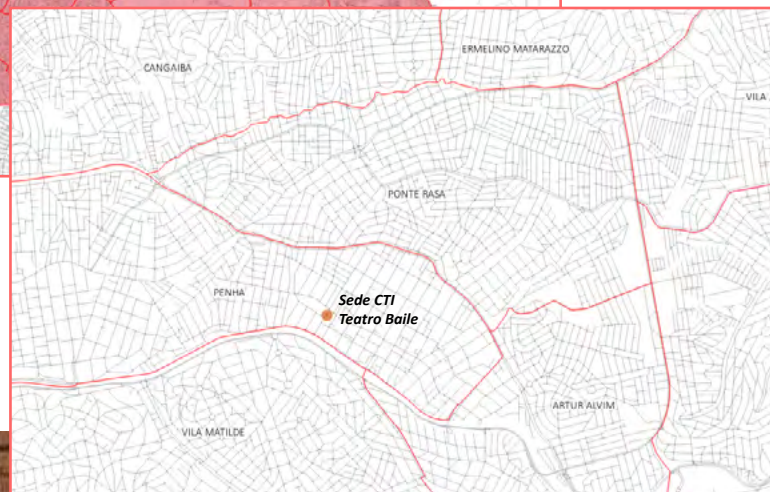 ERMELINO MATARAZZO
CANGAIBA
VILA
PONTE RASA
PENHA
Sede CTI
Teatro Baile
ARTUR ALVIM
VILA MATILDE